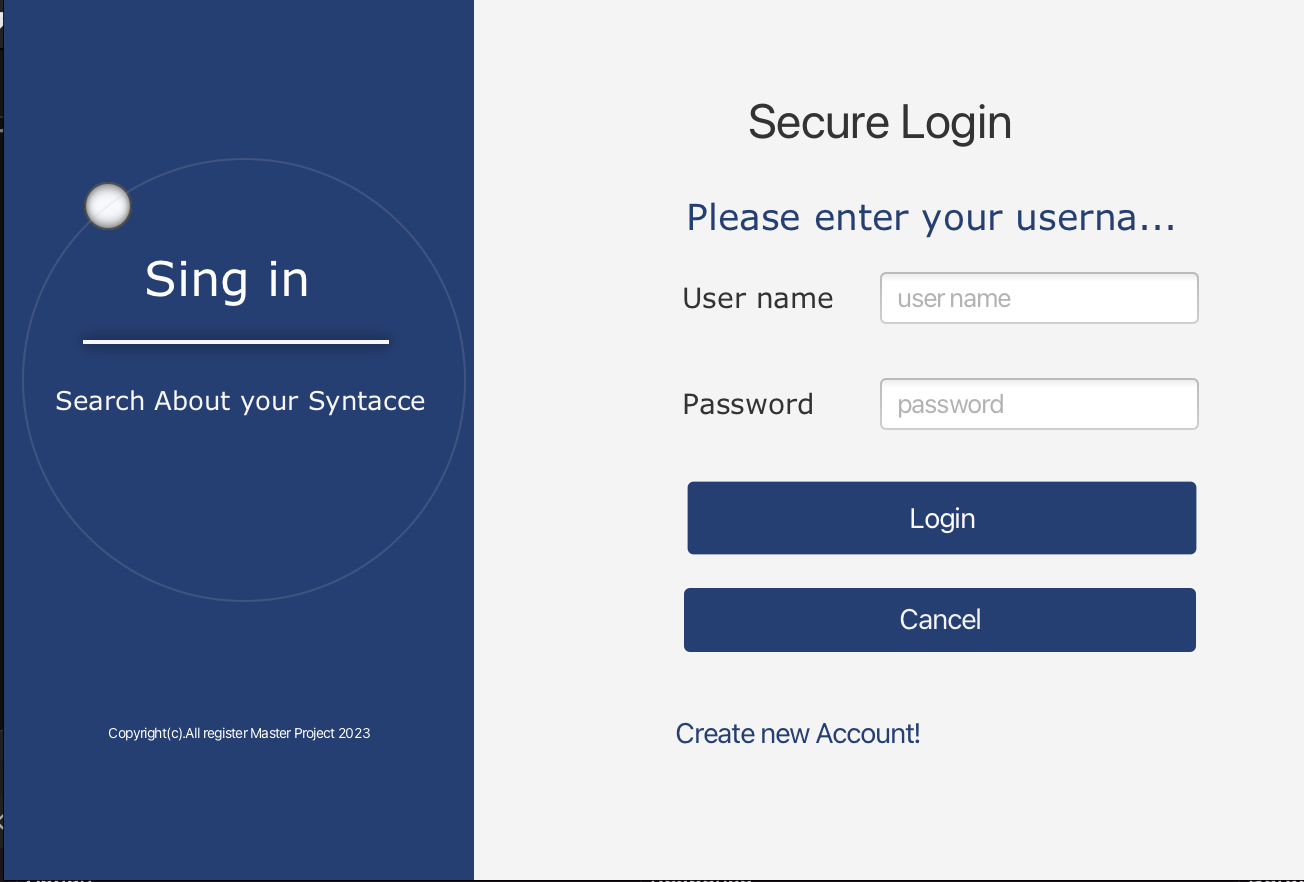 Sing in
Search About your Syntacce
Copyright(c).All register Master Project 2023
Secure Login
Please enter your userna...
User name
user name
Password
password
Login
Cancel
Create new Account!